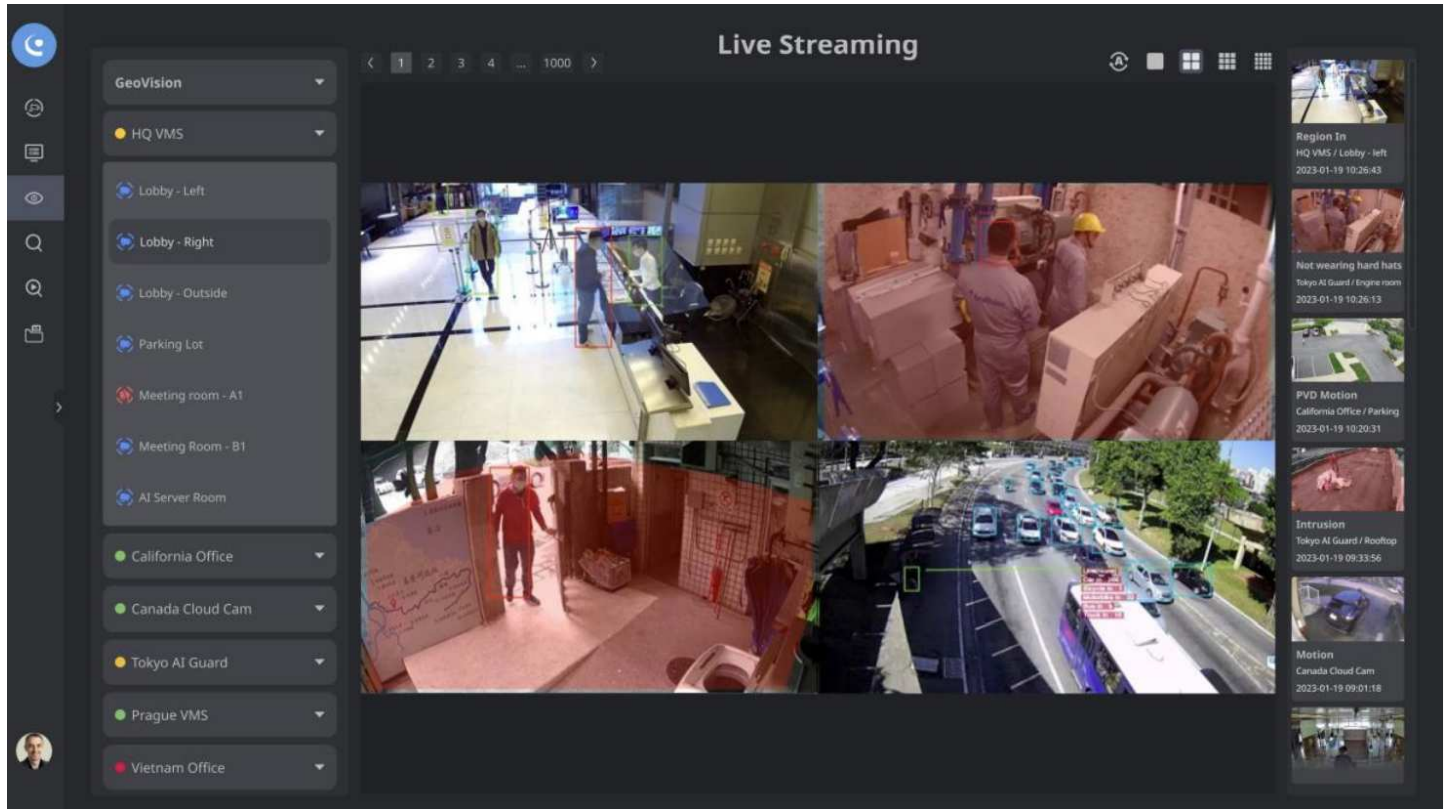 Live Streaming
GeoVision
HQ VMS
Lobby - Left
Lobby - Right
Lobby - Outside
Parking Lot
Meeting room - A1
Meeting Room - B1
AI Server Room
California Office
Canada Cloud Cam
Tokyo AI Guard
Prague VMS
Vietnam Office
1 2 3 4 ... 1000
A
Region In
HQ VMS / Lobby - left
2023-01-19 10:26:43
Not wearing hard hats
Tokyo AI Guard / Engine room
2023-01-19 10:26:13
PVD Motion
California Office / Parking
2023-01-19 10:20:31
Intrusion
Tokyo AI Guard / Rooftop
2023-01-19 09:33:56
Motion
Canada Cloud Cam
2023-01-19 09:01:18